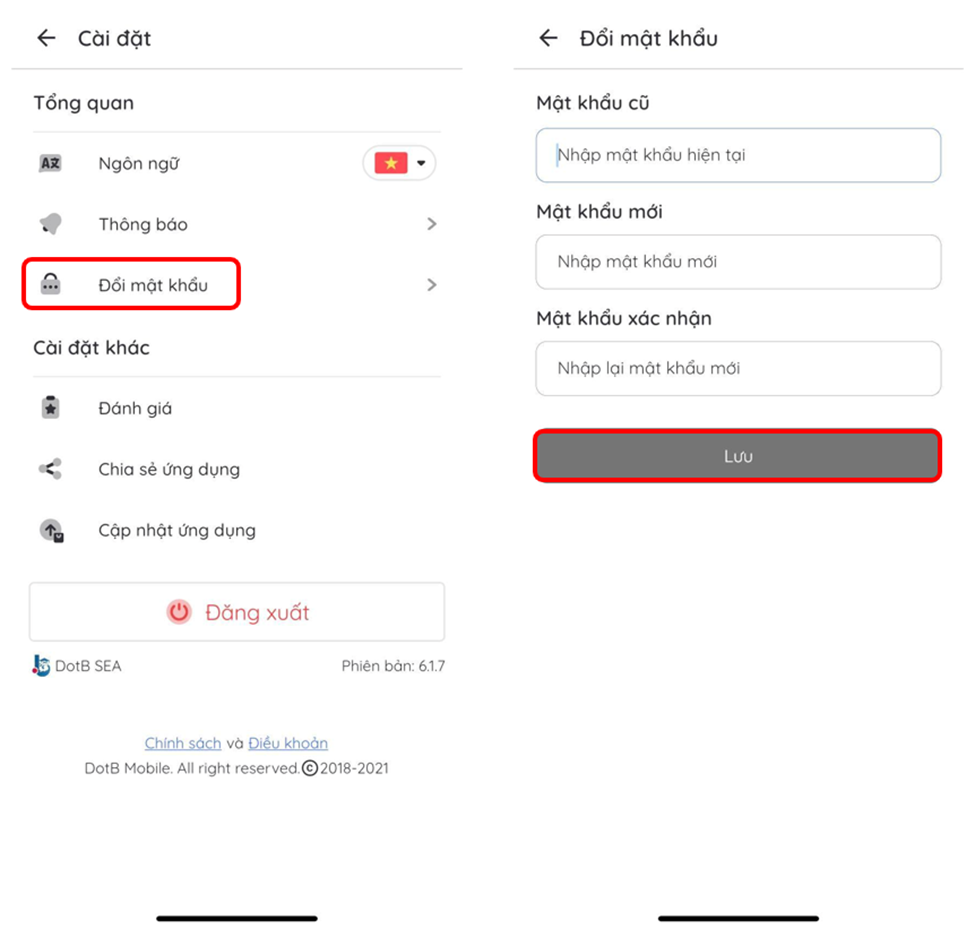 Cài đặt
Tổng quan
Ngôn ngữ
Thông báo
Đổi mật khẩu
Cài đặt khác
Đánh giá
Chia sẻ ứng dụng
Cập nhật ứng dụng
Đăng xuất
DotB SEA
Phiên bản: 6.1.7
Chính sách và Điều khoản
DotB Mobile. All right reserved.©2018-2021
Đổi mật khẩu
Mật khẩu cũ
Nhập mật khẩu hiện tại
Mật khẩu mới
Nhập mật khẩu mới
Mật khẩu xác nhận
Nhập lại mật khẩu mới
Lưu